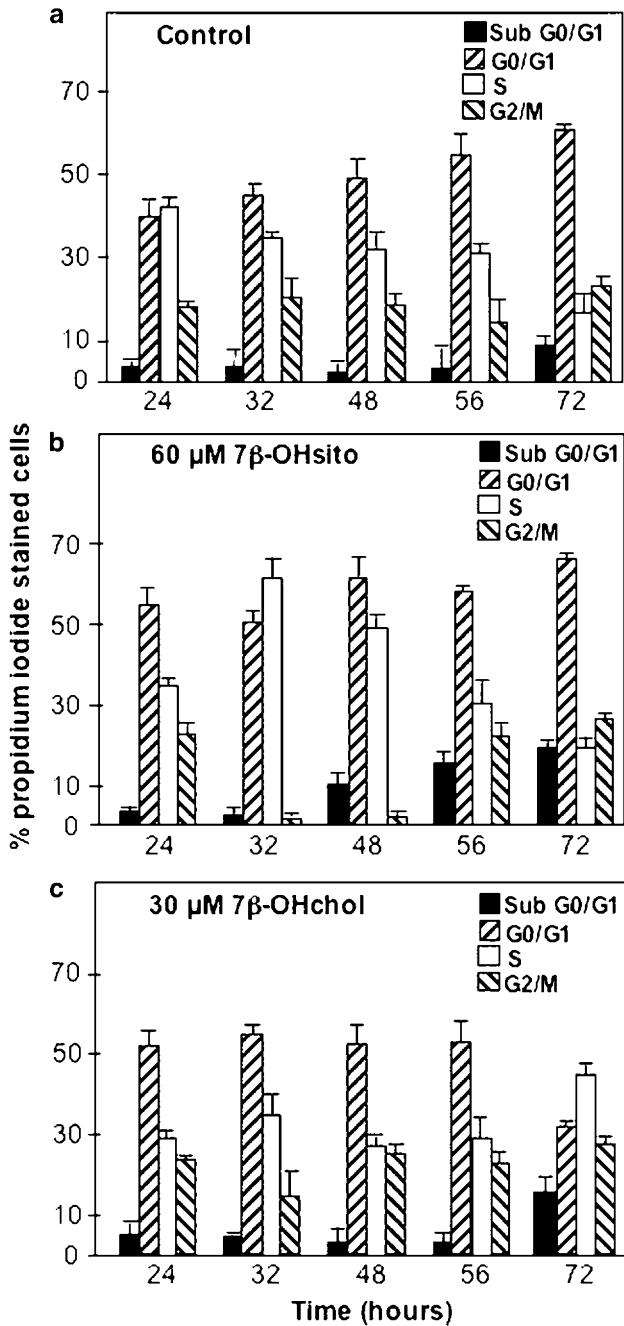 a
Control
Sub G0/G1
G0/G1
S
G2/M
70
50
30
10
0
24 32 48 56 72
% propidium iodide stained cells
b
60 µM 7β-OHsito
Sub G0/G1
G0/G1
S
G2/M
70
50
30
10
0
24 32 48 56 72
c
30 µM 7β-OHchol
Sub G0/G1
G0/G1
S
G2/M
70
50
30
10
0
24 32 48 56 72
Time (hours)